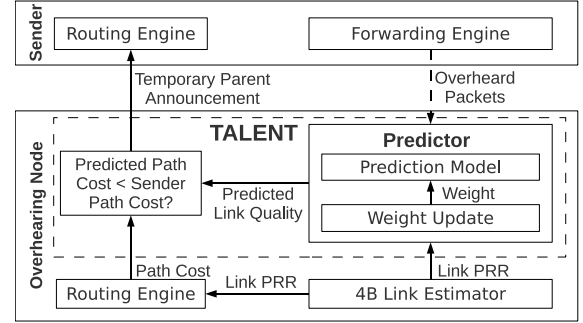 Sender
Routing Engine
Forwarding Engine
Temporary Parent
Announcement
Overheard
Packets
Overhearing Node
TALENT
Predictor
Predicted Path
Cost < Sender
Path Cost?
Predicted
Link Quality
Prediction Model
Weight
Weight Update
Path Cost
Link PRR
Link PRR
Routing Engine
4B Link Estimator